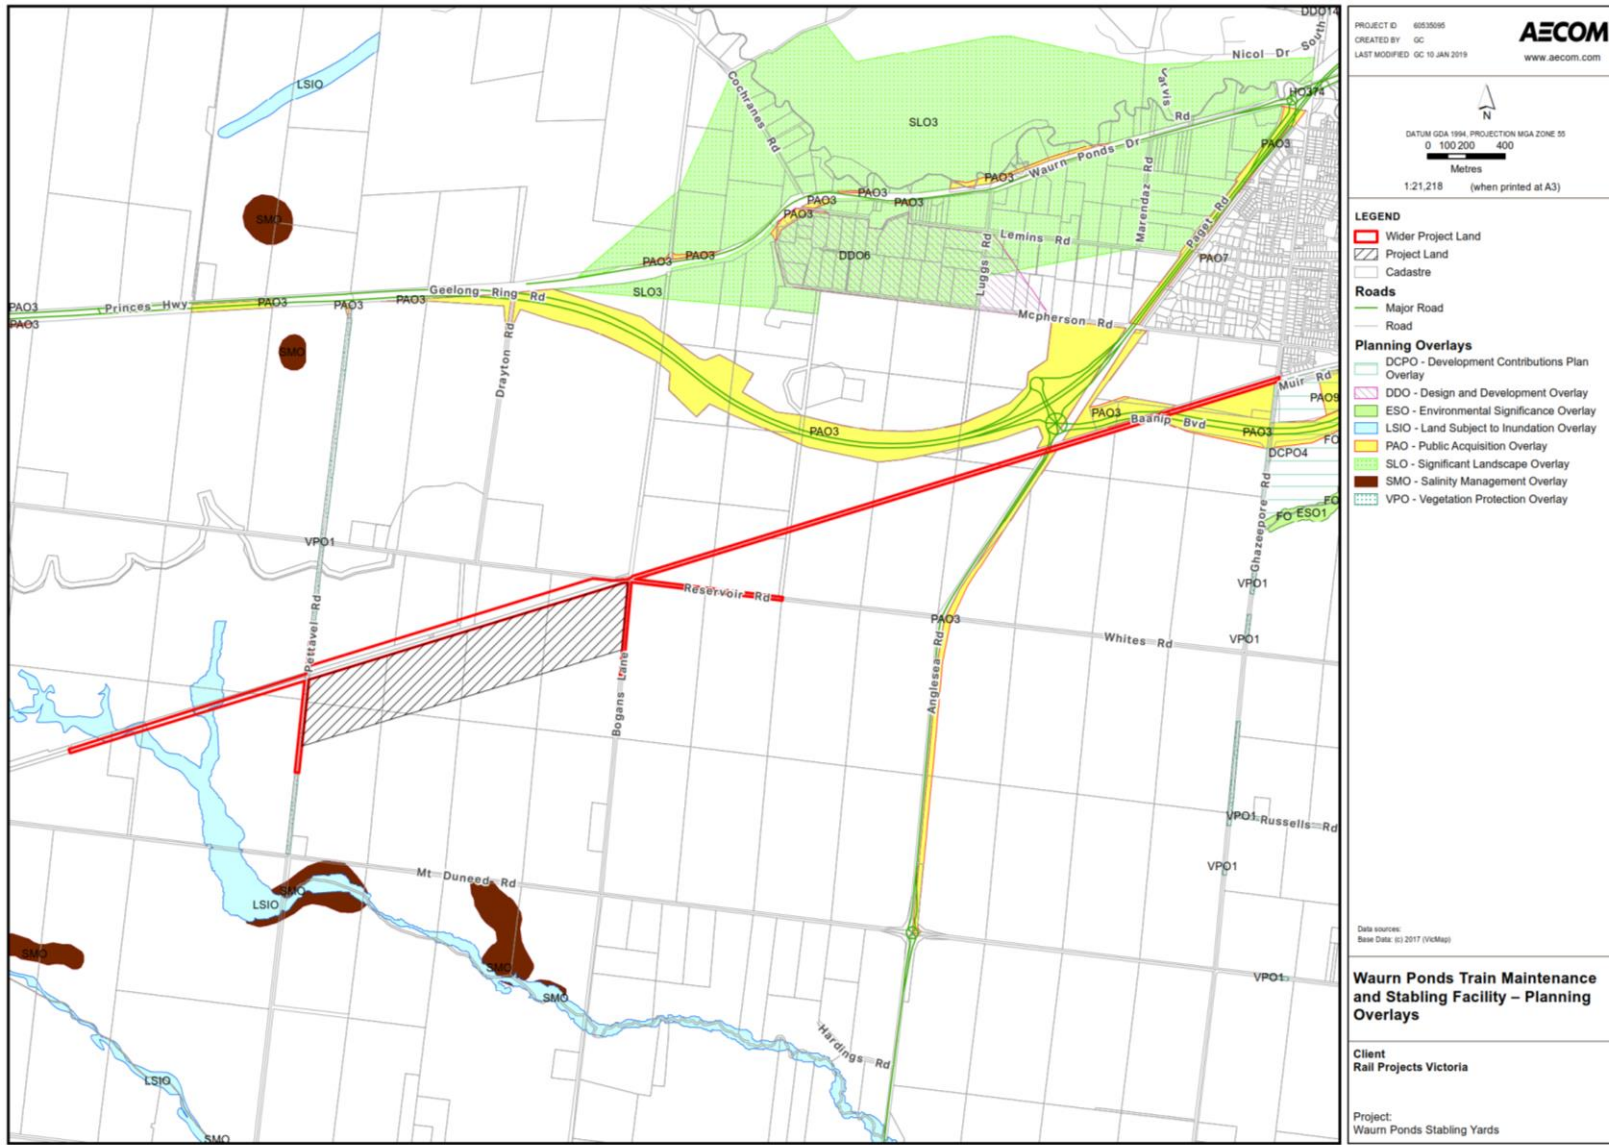 DDO14
Nicol Dr South
LSIO
Cochranes Rd
Jarvis Rd
HO374
SLO3
PAO3
Waurn Ponds Dr
PAO3
PAO3
PAO3
PAO3
PAO3
Marendaz Rd
Paget Rd
SMO
Lemins Rd
DDO6
Luggs Rd
PAO7
PAO3
PAO3
SLO3
Geelong Ring Rd
PAO3
PAO3
PAO3
Princes Hwy
PAO3
PAO3
Mcpherson Rd
SMO
Drayton Rd
Muir Rd
PAO9
PAO3
Baanip Bvd
PAO3
PAO3
FO
DCPO4
FO
FO ESO1
Ghazeepore Rd
VPO1
VPO1
Reservoir Rd
PAO3
Whites Rd
VPO1
Pettavel Rd
Bogans Lane
Anglesea Rd
VPO1
Russells Rd
VPO1
Mt Duneed Rd
SMO
LSIO
SMO
SMO
SMO
VPO1
Hardings Rd
LSIO
SMO
PROJECT ID 60535095
CREATED BY GC
LAST MODIFIED GC 10 JAN 2019
AECOM
www.aecom.com
N
DATUM GDA 1994, PROJECTION MGA ZONE 55
0 100 200 400
Metres
1:21,218 (when printed at A3)
LEGEND
Wider Project Land
Project Land
Cadastre
Roads
Major Road
Road
Planning Overlays
DCPO - Development Contributions Plan
Overlay
DDO - Design and Development Overlay
ESO - Environmental Significance Overlay
LSIO - Land Subject to Inundation Overlay
PAO - Public Acquisition Overlay
SLO - Significant Landscape Overlay
SMO - Salinity Management Overlay
VPO - Vegetation Protection Overlay
Data sources:
Base Data: (c) 2017 (VicMap)
Waurn Ponds Train Maintenance
and Stabling Facility – Planning
Overlays
Client
Rail Projects Victoria
Project:
Waurn Ponds Stabling Yards